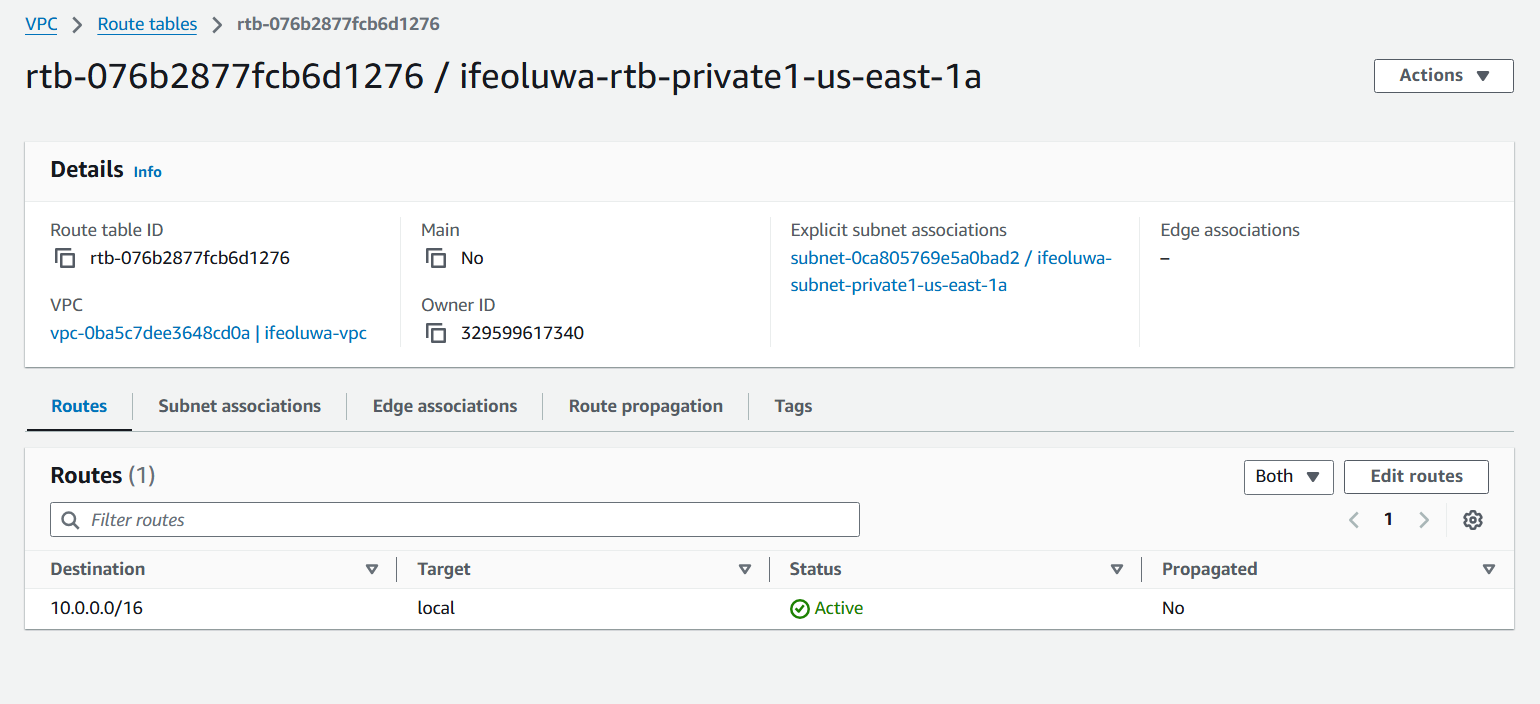 VPC > Route tables > rtb-076b2877fcb6d1276
rtb-076b2877fcb6d1276 / ifeoluwa-rtb-private1-us-east-1a
Actions
Details Info
Route table ID
rtb-076b2877fcb6d1276
VPC
vpc-0ba5c7dee3648cd0a | ifeoluwa-vpc
Main
No
Owner ID
329599617340
Explicit subnet associations
subnet-0ca805769e5a0bad2 / ifeoluwa-
subnet-private1-us-east-1a
Edge associations
–
Routes Subnet associations Edge associations Route propagation Tags
Routes (1)
Both Edit routes
Filter routes
1
Destination Target Status Propagated
10.0.0.0/16 local Active No